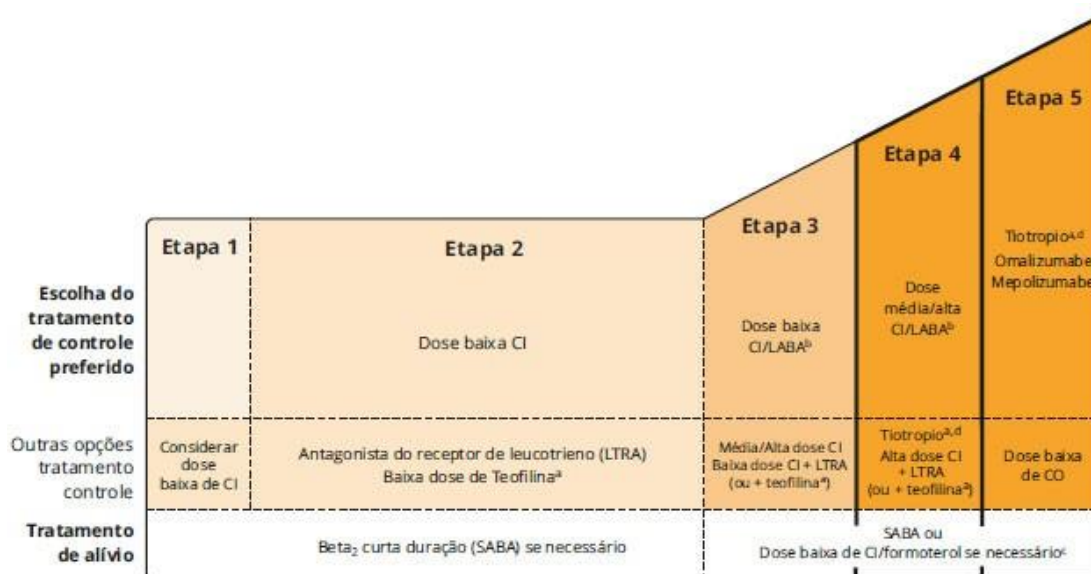 Etapa 5
Etapa 4
Etapa 3
Etapa 1
Etapa 2
Escolha do
tratamento
de controle
preferido
Dose baixa CI
Dose baixa
CI/LABAᵇ
Dose
média/alta
CI/LABAᵇ
Tiotropioᵃ,ᵈ
Omalizumabe
Mepolizumabe
Outras opções
tratamento
controle
Considerar
dose
baixa de CI
Antagonista do receptor de leucotrieno (LTRA)
Baixa dose de Teofilinaᵃ
Média/Alta dose CI
Baixa dose CI + LTRA
(ou + teofilinaᵃ)
Tiotropioᵃ,ᵈ
Alta dose CI
+ LTRA
(ou + teofilinaᵃ)
Dose baixa
de CO
Tratamento
de alívio
Beta₂ curta duração (SABA) se necessário
SABA ou
Dose baixa de CI/formoterol se necessárioᶜ